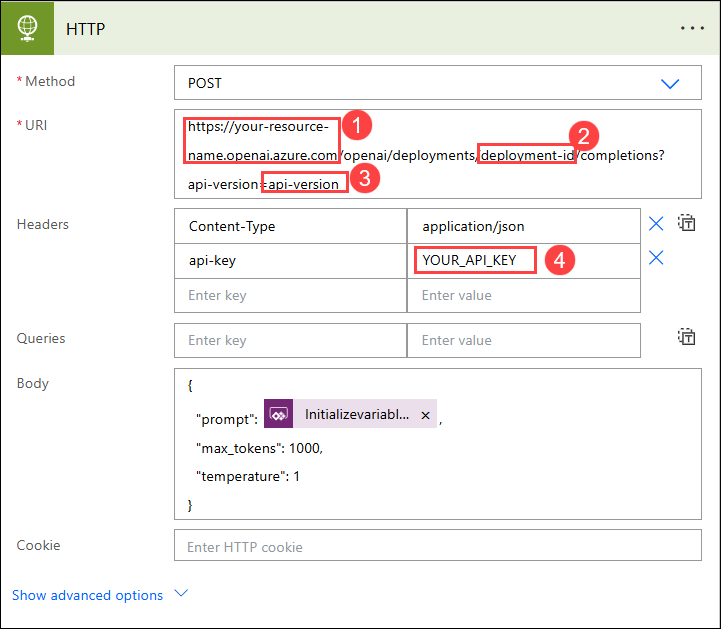 HTTP
* Method
POST
* URI
https://your-resource-
1
2
name.openai.azure.com/openai/deployments/deployment-id/completions?
api-version=api-version
3
Headers
Content-Type
application/json
api-key
YOUR_API_KEY
4
Enter key
Enter value
Queries
Enter key
Enter value
Body
{
"prompt": Initializevariabl... × ,
"max_tokens": 1000,
"temperature": 1
}
Cookie
Enter HTTP cookie
Show advanced options